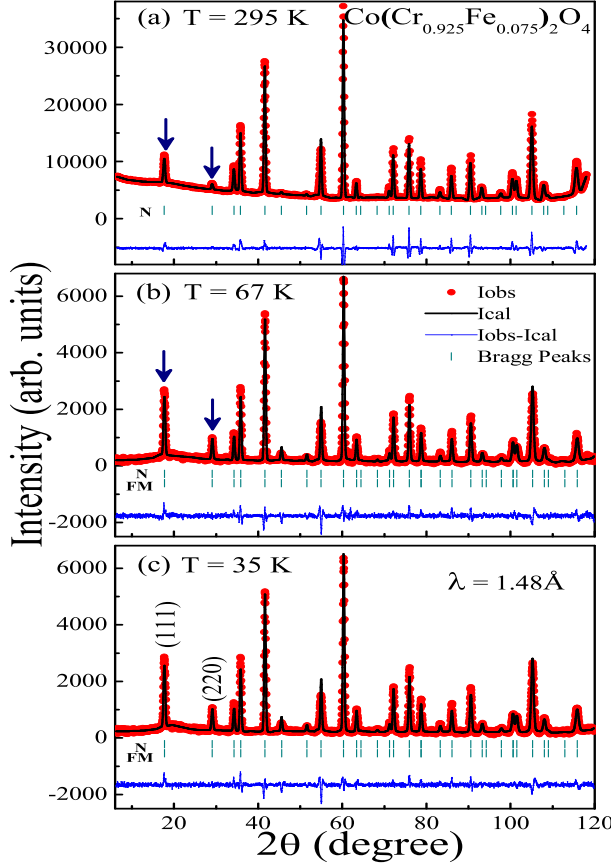 (a) T = 295 K Co(Cr0.925Fe0.075)2O4
30000
20000
10000
0
N
(b) T = 67 K
Iobs
Ical
Iobs-Ical
Bragg Peaks
6000
4000
2000
0
N
FM
-2000
(c) T = 35 K
λ = 1.48Å
(111)
(220)
6000
4000
2000
0
N
FM
-2000
20 40 60 80 100 120
2θ (degree)
Intensity (arb. units)